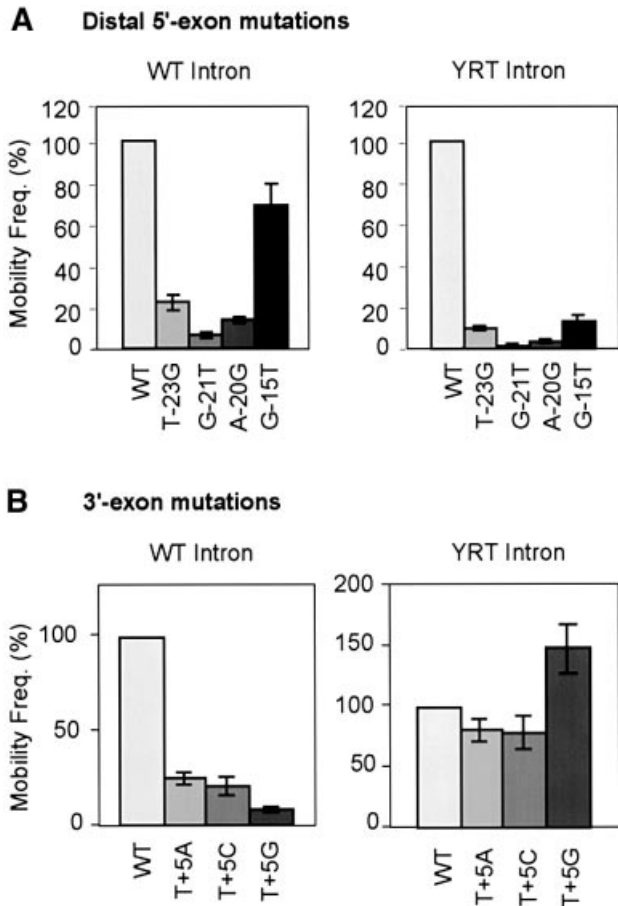 A Distal 5'-exon mutations
WT Intron YRT Intron
Mobility Freq. (%)
120 120
100 100
80 80
60 60
40 40
20 20
0 0
WT T-23G G-21T A-20G G-15T WT T-23G G-21T A-20G G-15T
B 3'-exon mutations
WT Intron YRT Intron
Mobility Freq. (%)
100
50
0
200
150
100
50
0
WT T+5A T+5C T+5G WT T+5A T+5C T+5G